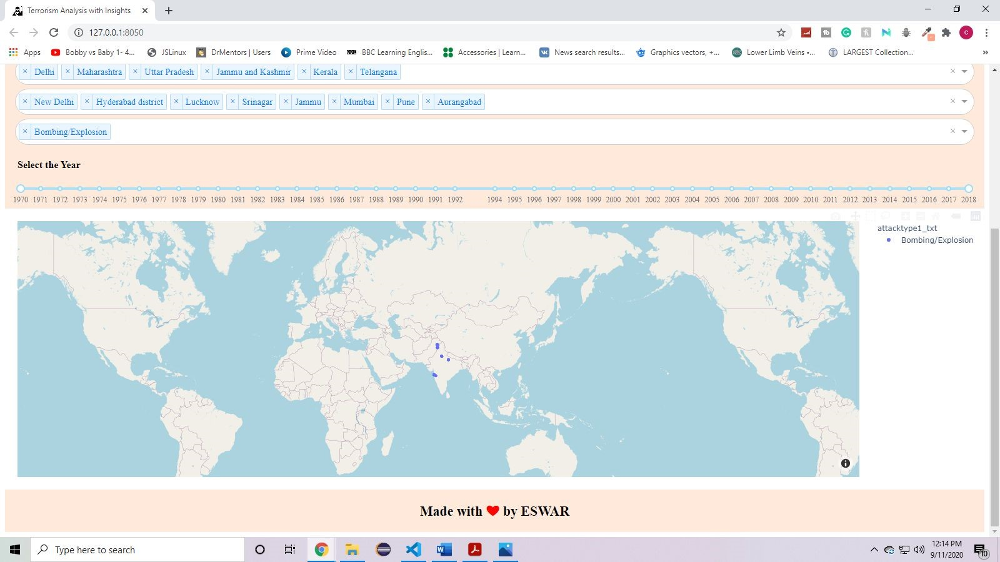 Terrorism Analysis with Insights
127.0.0.1:8050
Apps Bobby vs Baby 1- 4... JSLinux DrMentors | Users Prime Video BBC BBC Learning Englis... Accessories | Learn... News search results... Graphics vectors, +... Lower Limb Veins •... LARGEST Collection... »
× Delhi × Maharashtra × Uttar Pradesh × Jammu and Kashmir × Kerala × Telangana ×
× New Delhi × Hyderabad district × Lucknow × Srinagar × Jammu × Mumbai × Pune × Aurangabad ×
× Bombing/Explosion ×
Select the Year
1970 1971 1972 1973 1974 1975 1976 1977 1978 1979 1980 1981 1982 1983 1984 1985 1986 1987 1988 1989 1990 1991 1992 1994 1995 1996 1997 1998 1999 2000 2001 2002 2003 2004 2005 2006 2007 2008 2009 2010 2011 2012 2013 2014 2015 2016 2017 2018
attacktype1_txt
Bombing/Explosion
Made with ❤ by ESWAR
Type here to search
12:14 PM
9/11/2020
10